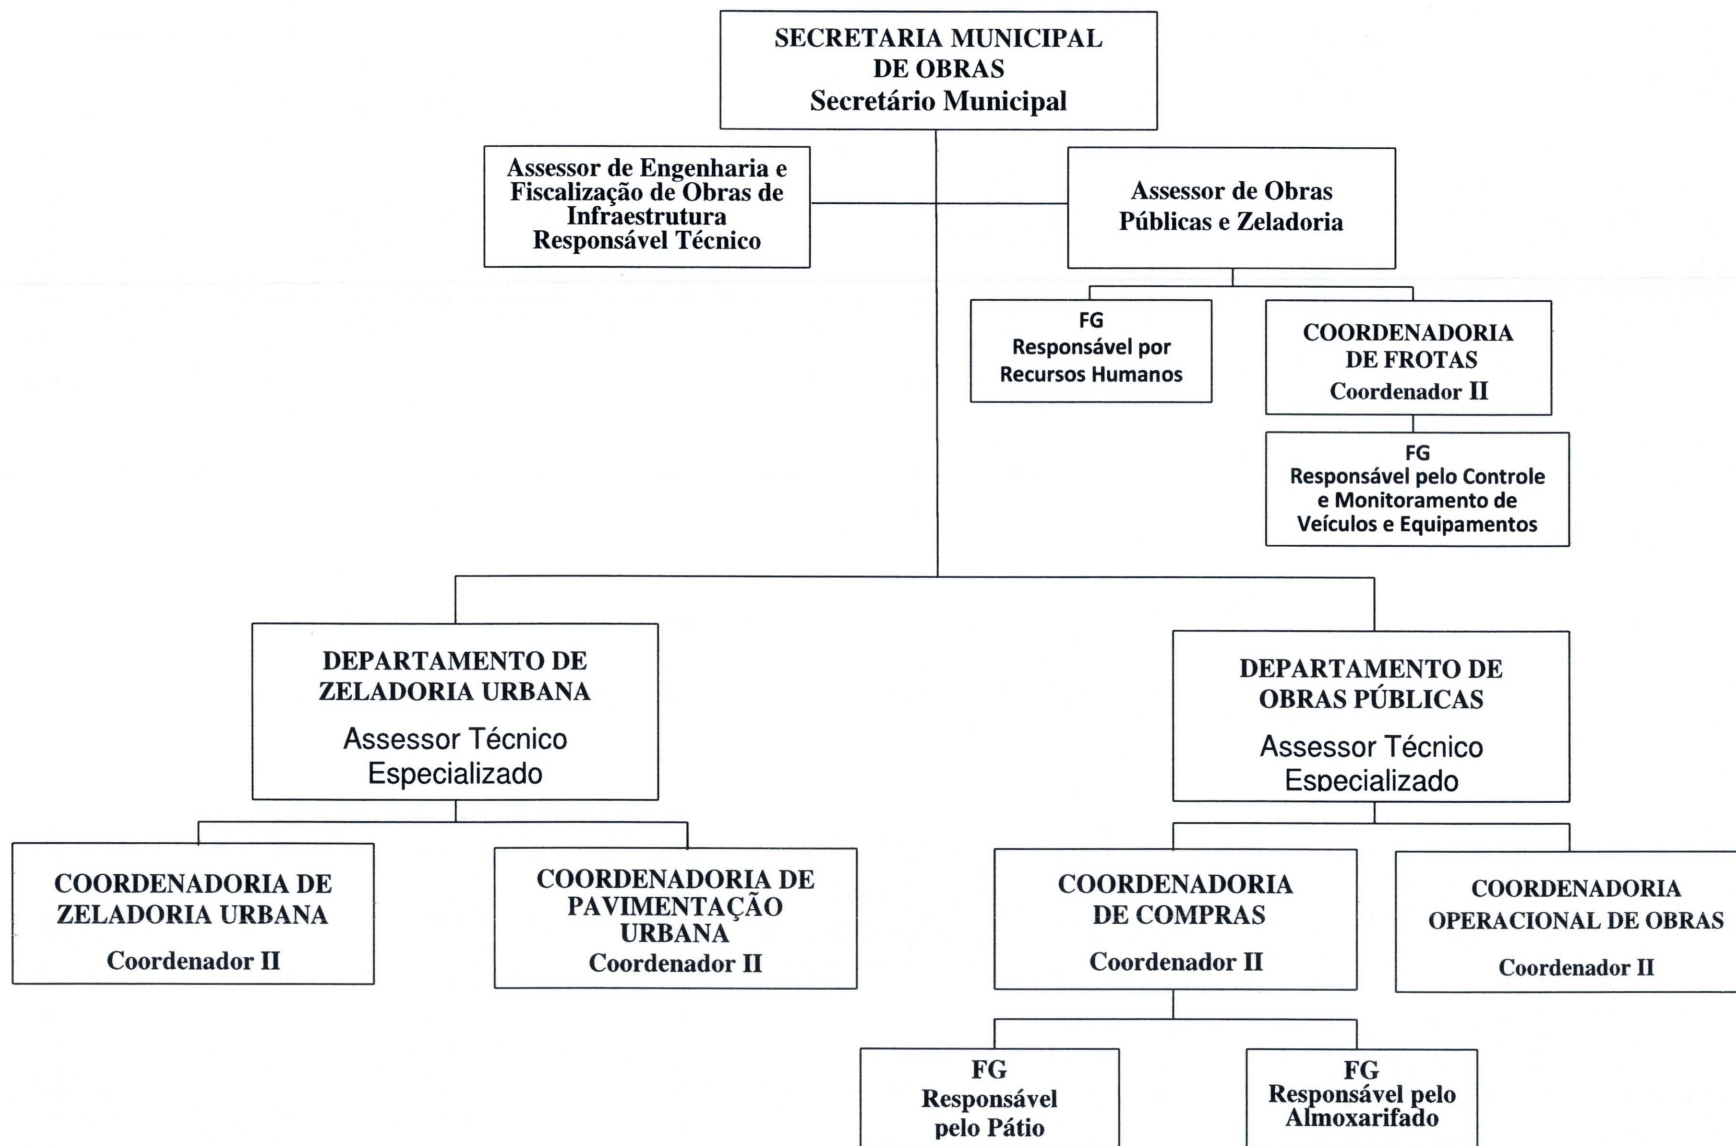 SECRETARIA MUNICIPAL
DE OBRAS
Secretário Municipal
Assessor de Engenharia e
Fiscalização de Obras de
Infraestrutura
Responsável Técnico
Assessor de Obras
Públicas e Zeladoria
FG
Responsável por
Recursos Humanos
COORDENADORIA
DE FROTAS
Coordenador II
FG
Responsável pelo Controle
e Monitoramento de
Veículos e Equipamentos
DEPARTAMENTO DE
ZELADORIA URBANA
Assessor Técnico
Especializado
DEPARTAMENTO DE
OBRAS PÚBLICAS
Assessor Técnico
Especializado
COORDENADORIA DE
ZELADORIA URBANA
Coordenador II
COORDENADORIA DE
PAVIMENTAÇÃO
URBANA
Coordenador II
COORDENADORIA
DE COMPRAS
Coordenador II
COORDENADORIA
OPERACIONAL DE OBRAS
Coordenador II
FG
Responsável
pelo Pátio
FG
Responsável pelo
Almoxarifado